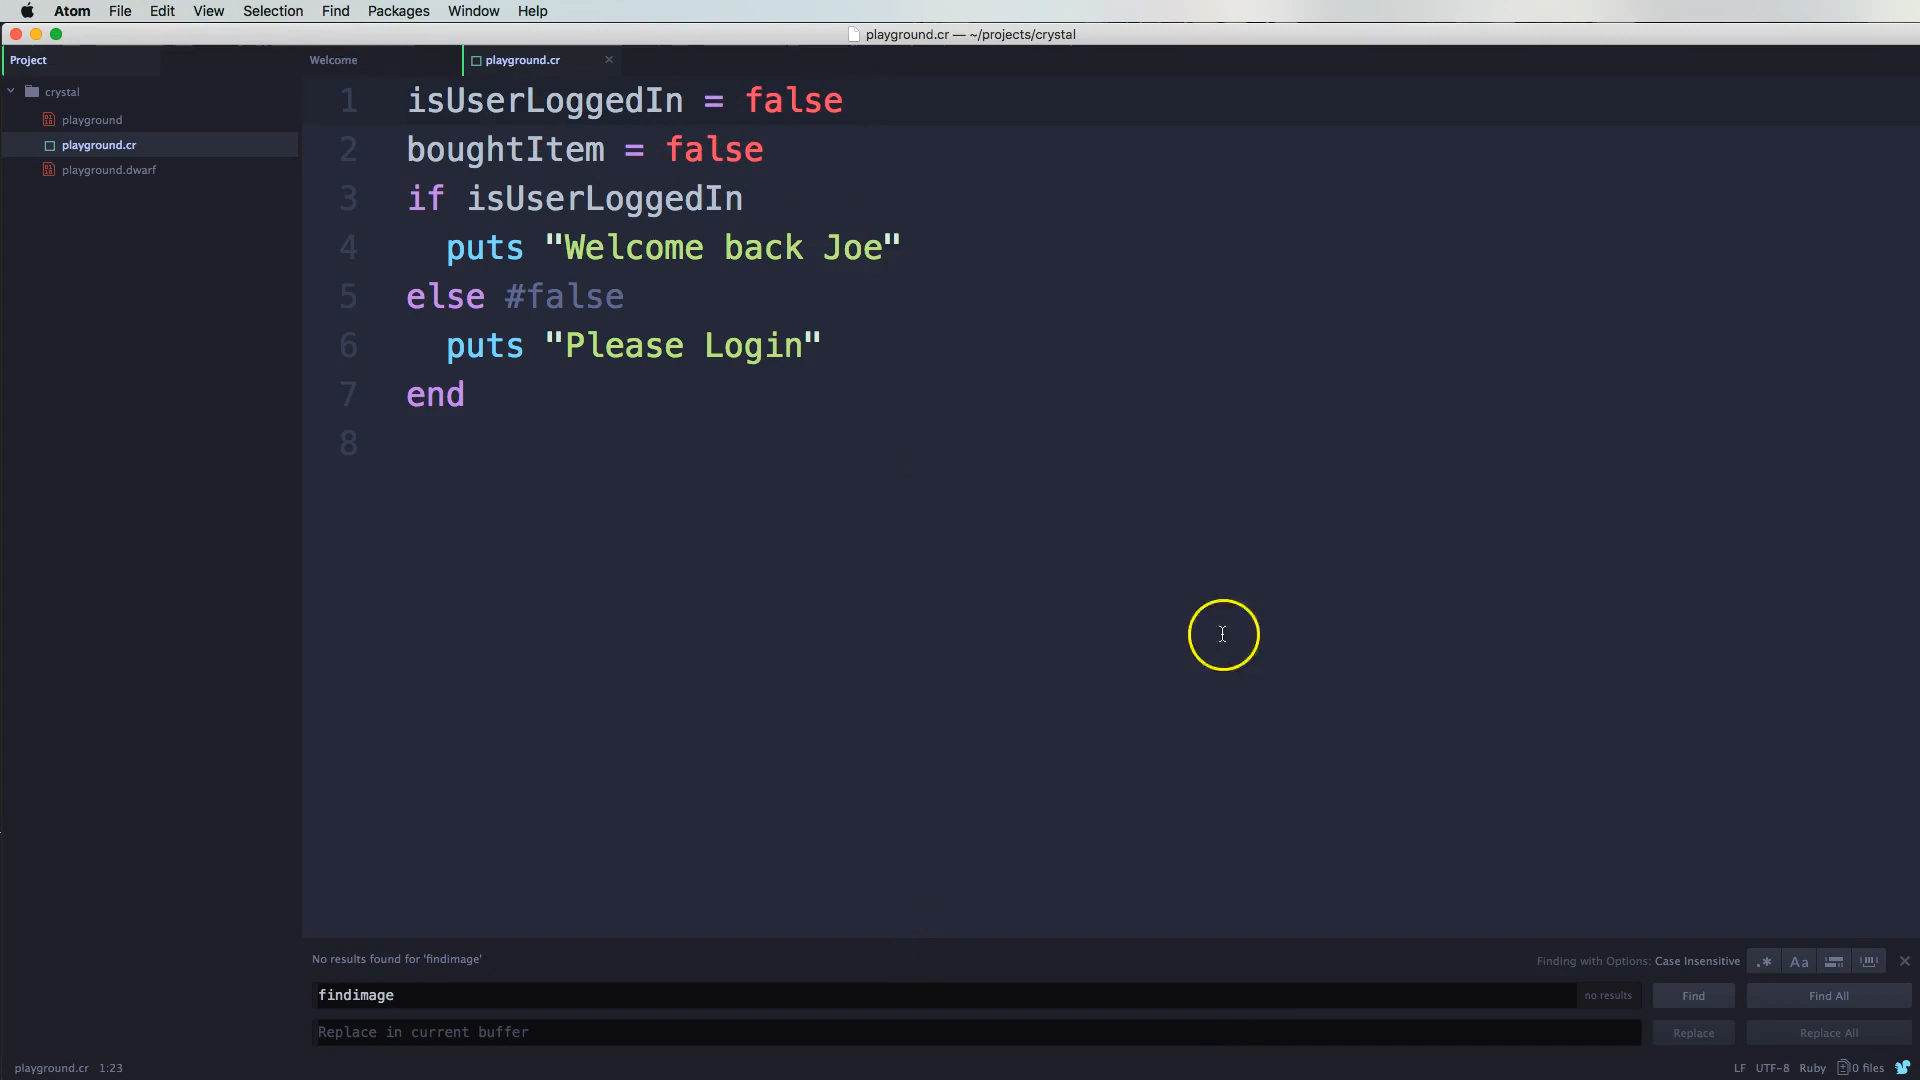 Atom File Edit View Selection Find Packages Window Help
playground.cr — ~/projects/crystal
Project
Welcome
playground.cr
crystal
playground
playground.cr
playground.dwarf
1 isUserLoggedIn = false
2 boughtItem = false
3 if isUserLoggedIn
4 puts "Welcome back Joe"
5 else #false
6 puts "Please Login"
7 end
8
No results found for 'findimage'
Finding with Options: Case Insensitive
.* Aa
findimage
no results
Find
Find All
Replace in current buffer
Replace
Replace All
playground.cr 1:23
LF UTF-8 Ruby 0 files